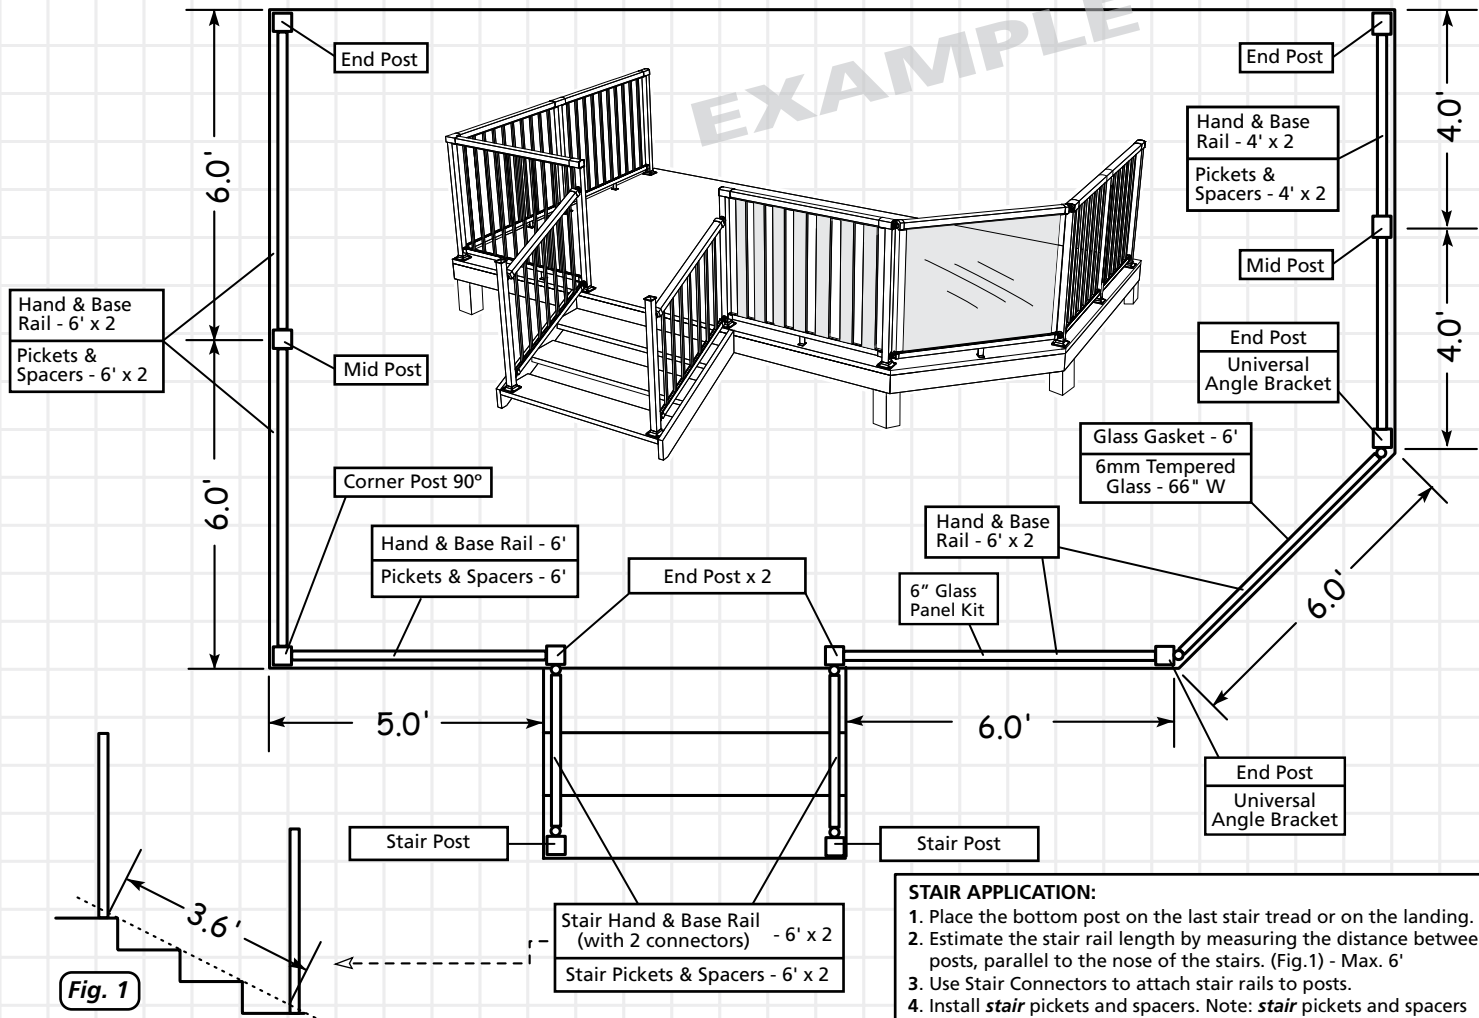 EXAMPLE
End Post
End Post
6.0'
4.0'
Hand & Base
Rail - 4' x 2
Pickets &
Spacers - 4' x 2
Mid Post
Hand & Base
Rail - 6' x 2
Pickets &
Spacers - 6' x 2
Mid Post
End Post
Universal
Angle Bracket
4.0'
Glass Gasket - 6'
6mm Tempered
Glass - 66" W
6.0'
Corner Post 90º
Hand & Base Rail - 6'
Pickets & Spacers - 6'
End Post x 2
Hand & Base
Rail - 6' x 2
6” Glass
Panel Kit
6.0'
5.0'
6.0'
End Post
Universal
Angle Bracket
Stair Post
Stair Post
3.6'
Fig. 1
Stair Hand & Base Rail
(with 2 connectors) - 6' x 2
Stair Pickets & Spacers - 6' x 2
STAIR APPLICATION:
1. Place the bottom post on the last stair tread or on the landing.
2. Estimate the stair rail length by measuring the distance betwee
posts, parallel to the nose of the stairs. (Fig.1) - Max. 6'
3. Use Stair Connectors to attach stair rails to posts.
4. Install stair pickets and spacers. Note: stair pickets and spacers